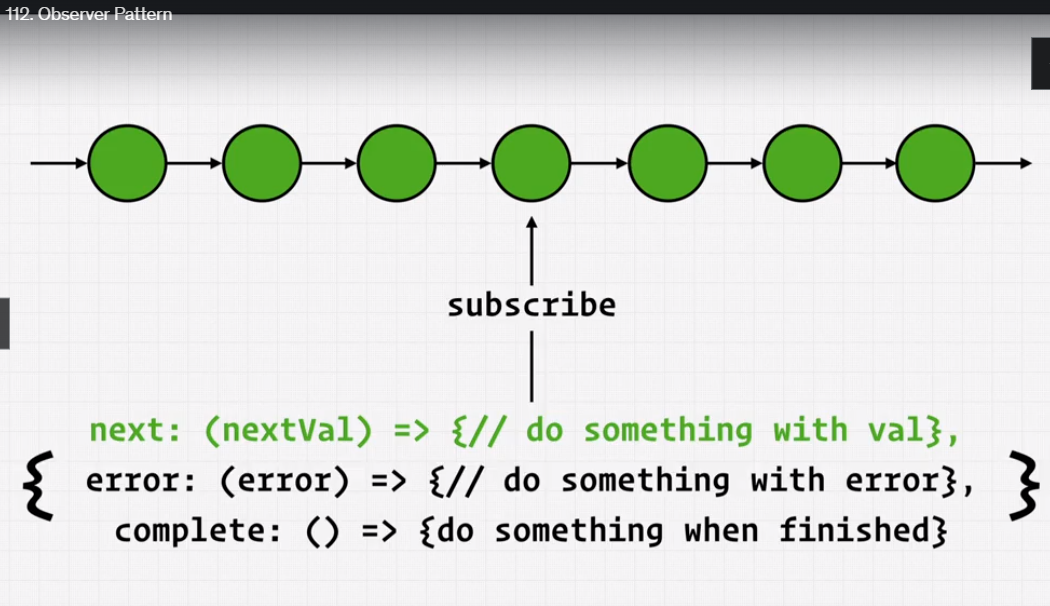 112. Observer Pattern
subscribe
next: (nextVal) => {// do something with val},
{ error: (error) => {// do something with error}, }
complete: () => {do something when finished}